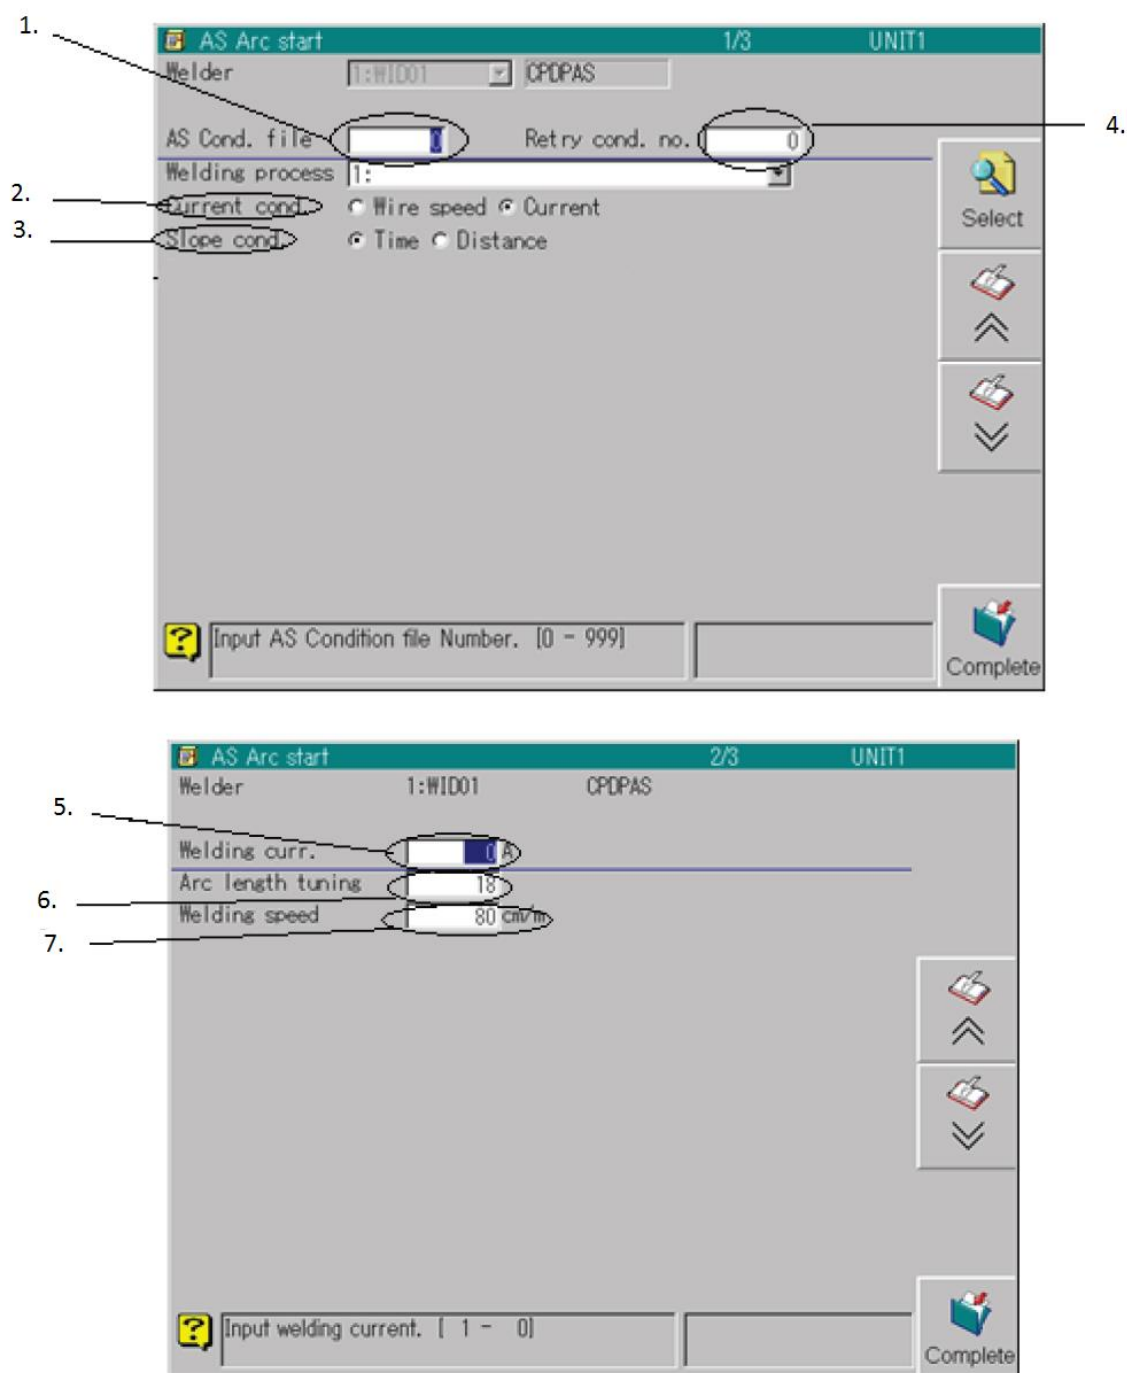 1.
AS Arc start 1/3 UNIT1
Welder 1:WID01 CPDPAS
4.
AS Cond. file 0 Retry cond. no. 0
Welding process 1:
2.
Current cond. Wire speed Current
Select
3.
Slope cond. Time Distance
Input AS Condition file Number. [0 - 999]
Complete
AS Arc start 2/3 UNIT1
Welder 1:WID01 CPDPAS
5.
Welding curr. 0 A
Arc length tuning 18
6.
Welding speed 80 cm/m
7.
Input welding current. [ 1 - 0]
Complete